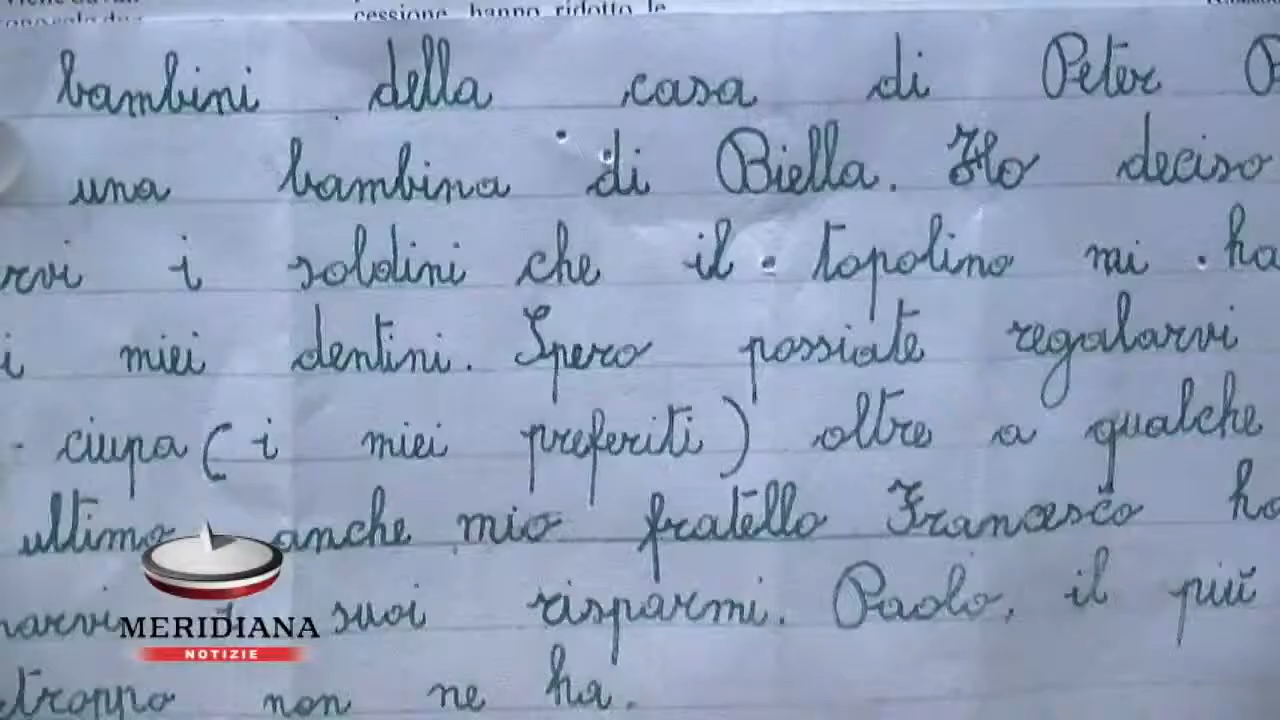 cessione hanno ridotto le
bambini della casa di Peter P
una bambina di Biella. Ho deciso
rvi i soldini che il topolino mi ha
i miei dentini. Spero possiate regalarvi
ciupa (i miei preferiti) oltre a qualche
ultimo anche mio fratello Francesco ha
narvi i suoi risparmi. Paolo, il più
troppo non ne ha.
MERIDIANA
NOTIZIE